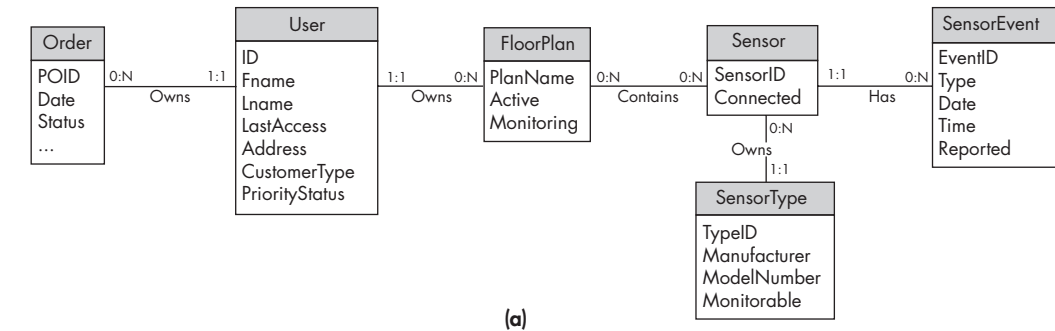 Order
POID
Date
Status
...
0:N
Owns
1:1
User
ID
Fname
Lname
LastAccess
Address
CustomerType
PriorityStatus
1:1
Owns
0:N
FloorPlan
PlanName
Active
Monitoring
0:N
Contains
0:N
Sensor
SensorID
Connected
1:1
Has
0:N
SensorEvent
EventID
Type
Date
Time
Reported
0:N
Owns
1:1
SensorType
TypeID
Manufacturer
ModelNumber
Monitorable
(a)